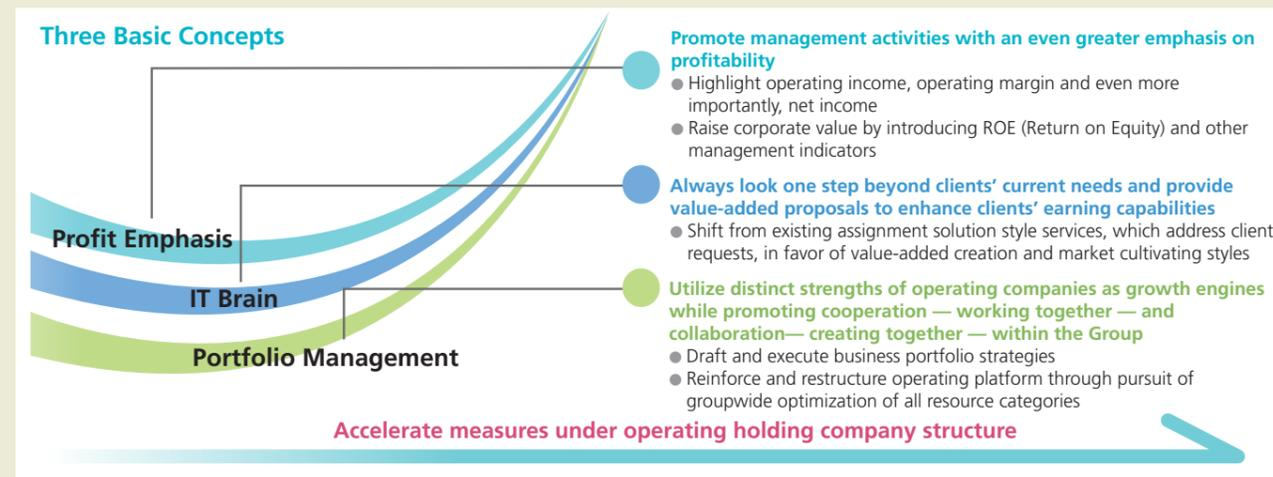 Three Basic Concepts
Profit Emphasis
IT Brain
Portfolio Management
Promote management activities with an even greater emphasis on
profitability
● Highlight operating income, operating margin and even more
importantly, net income
● Raise corporate value by introducing ROE (Return on Equity) and other
management indicators
Always look one step beyond clients’ current needs and provide
value-added proposals to enhance clients’ earning capabilities
● Shift from existing assignment solution style services, which address client
requests, in favor of value-added creation and market cultivating styles
Utilize distinct strengths of operating companies as growth engines
while promoting cooperation — working together — and
collaboration— creating together — within the Group
● Draft and execute business portfolio strategies
● Reinforce and restructure operating platform through pursuit of
groupwide optimization of all resource categories
Accelerate measures under operating holding company structure